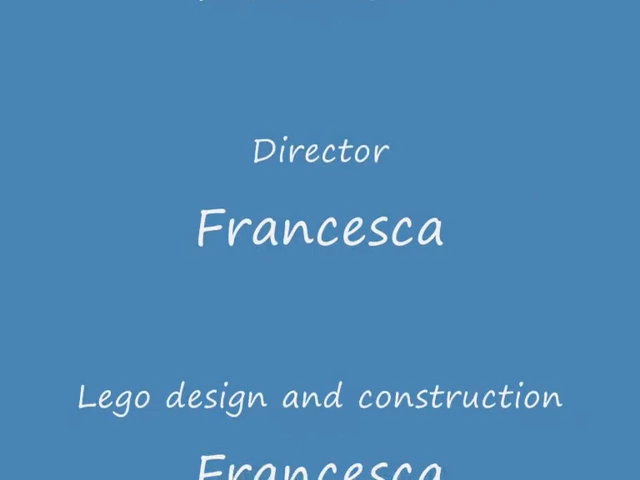 Director
Francesca
Lego design and construction
Francesca